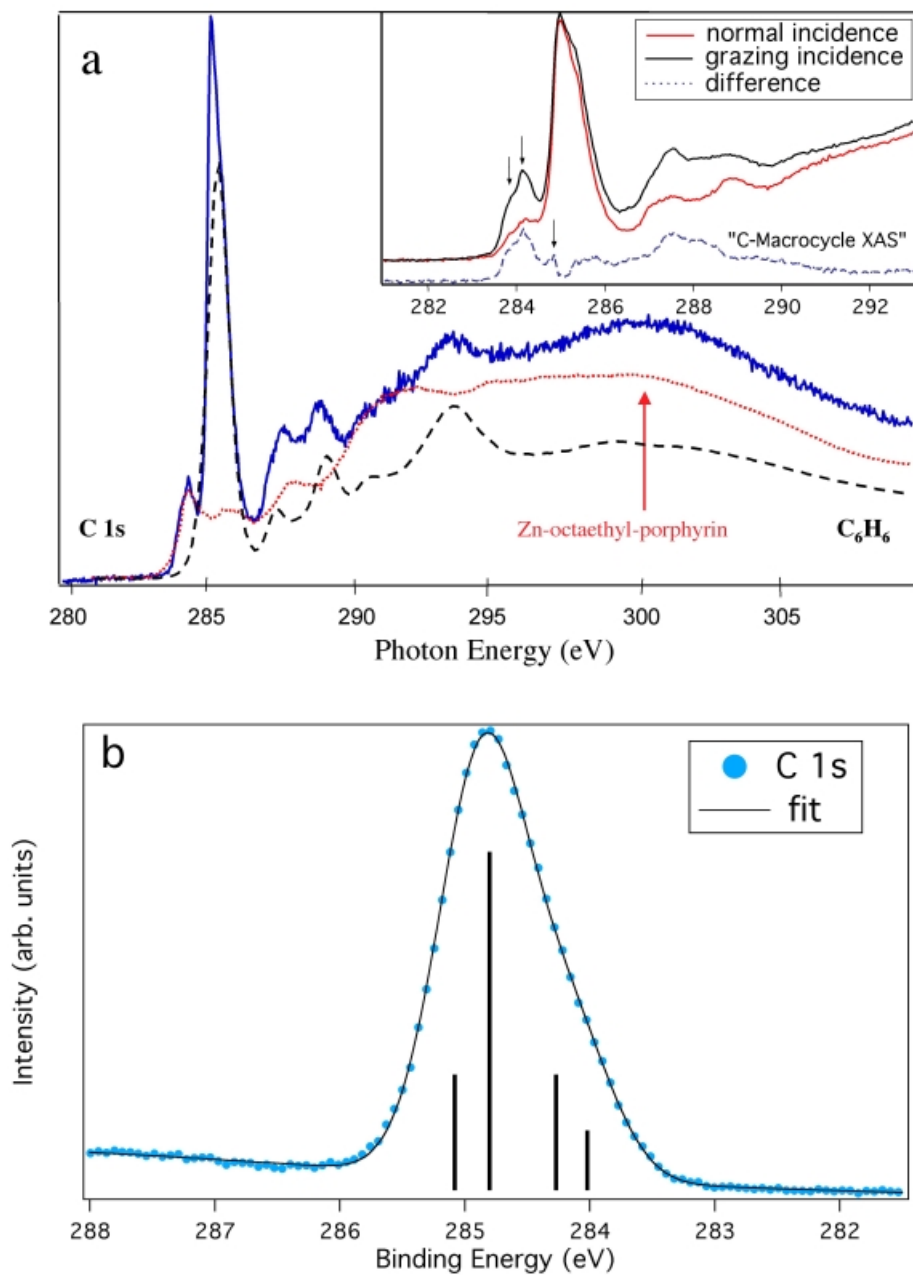 a
normal incidence
grazing incidence
difference
"C-Macrocycle XAS"
282 284 286 288 290 292
Zn-octaethyl-porphyrin
C 1s
C₆H₆
280 285 290 295 300 305
Photon Energy (eV)
b
C 1s
fit
Intensity (arb. units)
288 287 286 285 284 283 282
Binding Energy (eV)